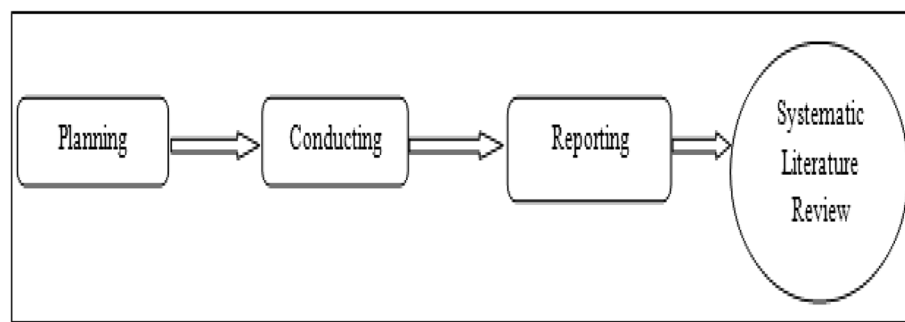 Planning
Conducting
Reporting
Systematic
Literature
Review